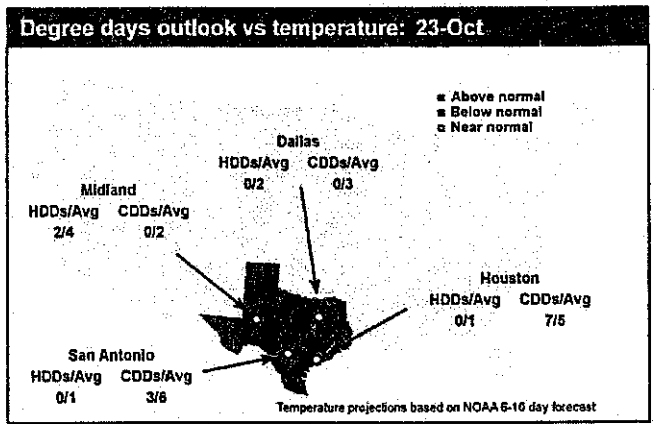 Degree days outlook vs temperature: 23-Oct
Above normal
Below normal
Near normal
Dallas
HDDs/Avg CDDs/Avg
0/2 0/3
Midland
HDDs/Avg CDDs/Avg
2/4 0/2
Houston
HDDs/Avg CDDs/Avg
0/1 7/5
San Antonio
HDDs/Avg CDDs/Avg
0/1 3/6
Temperature projections based on NOAA 6-10 day forecast